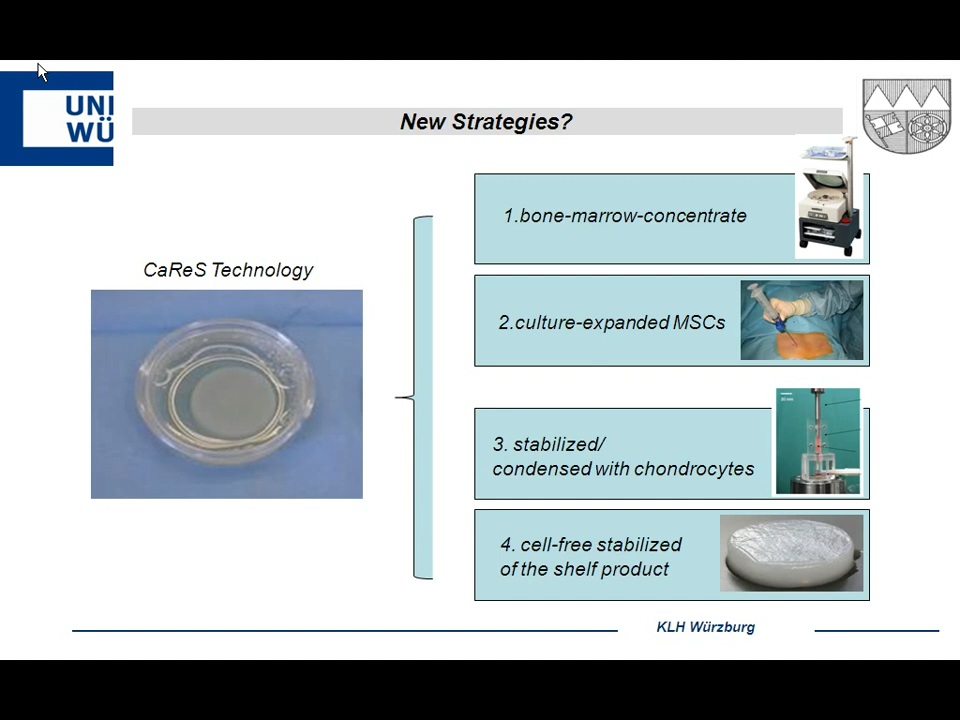 UNI
WÜ
New Strategies?
CaReS Technology
1.bone-marrow-concentrate
2.culture-expanded MSCs
3. stabilized/
condensed with chondrocytes
4. cell-free stabilized
of the shelf product
KLH Würzburg